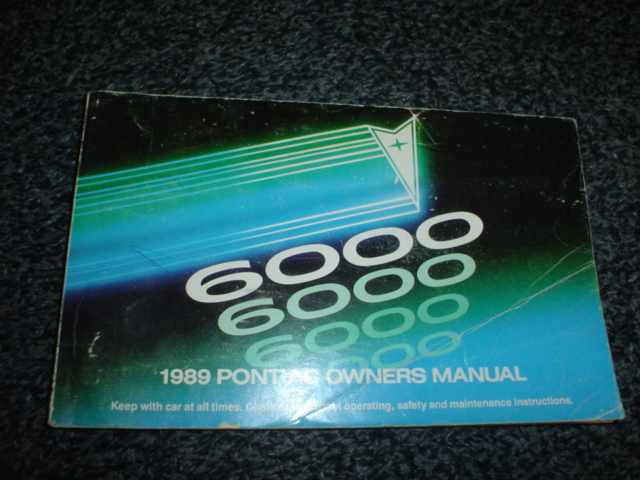 6000
6000
6000
6000
1989 PONTIAC OWNERS MANUAL
Keep with car at all times. operating, safety and maintenance instructions.